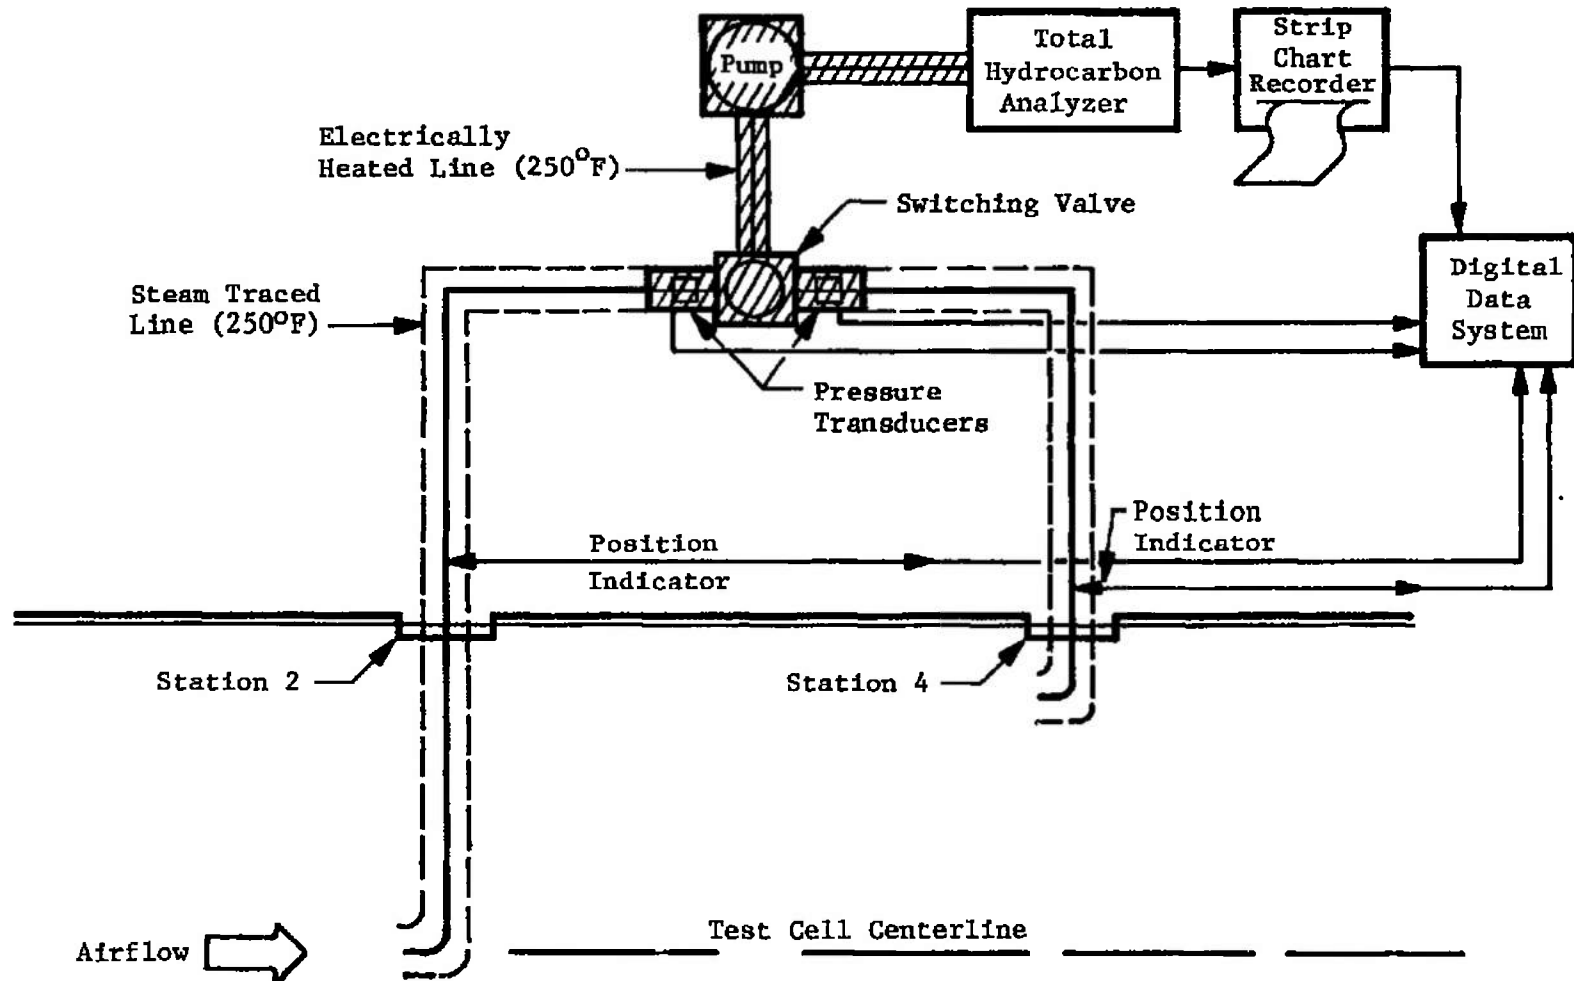 Pump
Total
Hydrocarbon
Analyzer
Strip
Chart
Recorder
Electrically
Heated Line (250°F)
Switching Valve
Steam Traced
Line (250°F)
Digital
Data
System
Pressure
Transducers
Position
Indicator
Position
Indicator
Station 2
Station 4
Test Cell Centerline
Airflow